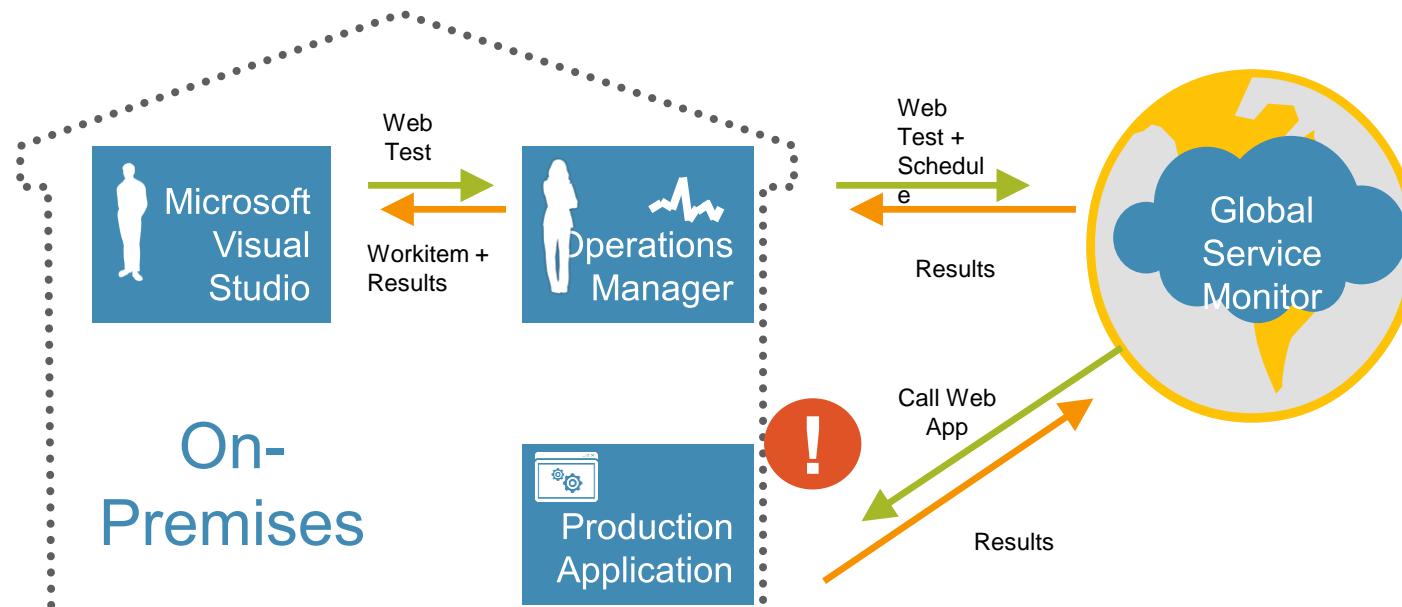 Web
Test
Microsoft
Visual
Studio
Workitem +
Results
Operations
Manager
Web
Test +
Schedul
e
Results
Global
Service
Monitor
Call Web
App
!
On-
Premises
Production
Application
Results